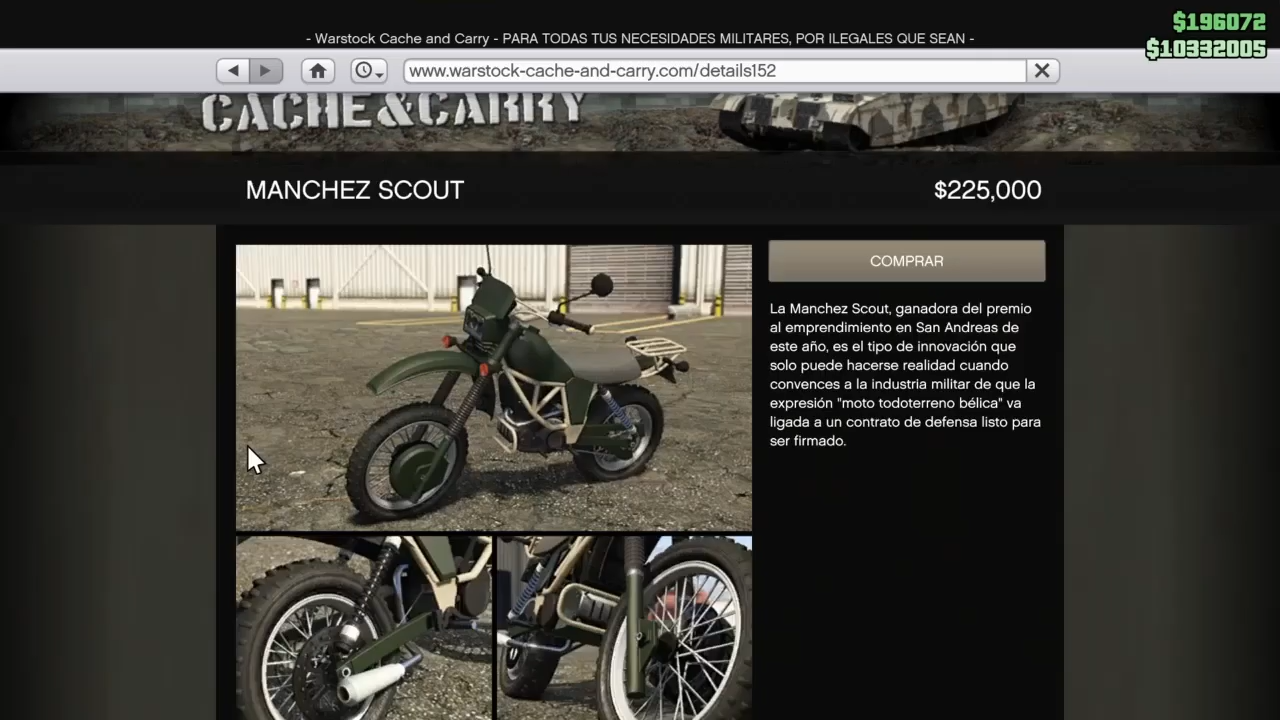 $196072
- Warstock Cache and Carry - PARA TODAS TUS NECESIDADES MILITARES, POR ILEGALES QUE SEAN -
$10332005
www.warstock-cache-and-carry.com/details152
CACHE&CARRY
MANCHEZ SCOUT
$225,000
COMPRAR
La Manchez Scout, ganadora del premio
al emprendimiento en San Andreas de
este año, es el tipo de innovación que
solo puede hacerse realidad cuando
convences a la industria militar de que la
expresión "moto todoterreno bélica" va
ligada a un contrato de defensa listo para
ser firmado.